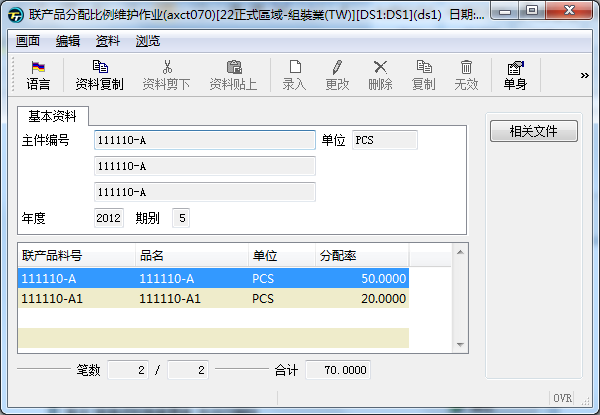 联产品分配比例维护作业(axct070)[22正式區域-组裝業(TW)][DS1:DS1](ds1) 日期:...
画面 编辑 资料 浏览
语言 资料复制 资料剪下 资料贴上 录入 更改 删除 复制 无效 单身 »
基本资料
相关文件
主件编号 111110-A 单位 PCS
111110-A
111110-A
年度 2012 期别 5
联产品料号 品名 单位 分配率
111110-A 111110-A PCS 50.0000
111110-A1 111110-A1 PCS 20.0000
笔数 2 / 2 合计 70.0000
OVR